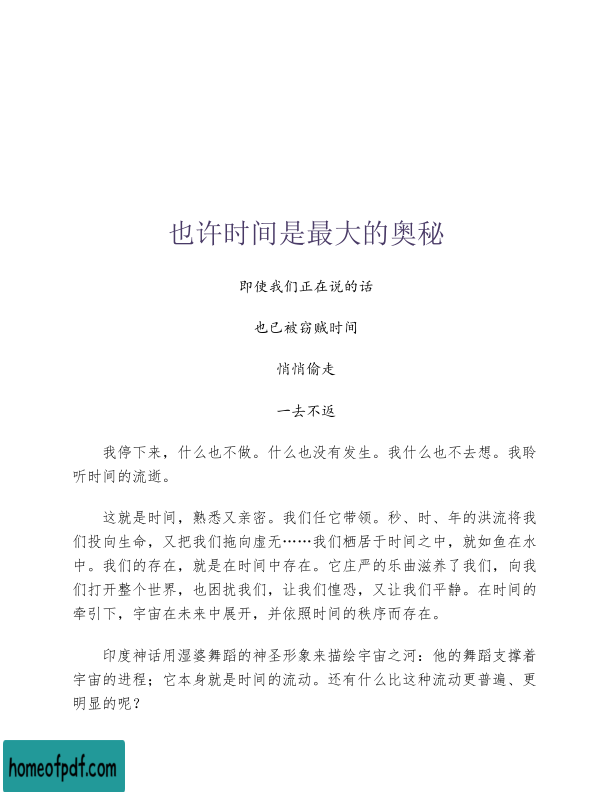 也许时间是最大的奥秘
即使我们正在说的话
也已被窃贼时间
悄悄偷走
一去不返
我停下来，什么也不做。什么也没有发生。我什么也不去想。我聆
听时间的流逝。
这就是时间，熟悉又亲密。我们任它带领。秒、时、年的洪流将我
们投向生命，又把我们拖向虚无……我们栖居于时间之中，就如鱼在水
中。我们的存在，就是在时间中存在。它庄严的乐曲滋养了我们，向我
们打开整个世界，也困扰我们，让我们惶恐，又让我们平静。在时间的
牵引下，宇宙在未来中展开，并依照时间的秩序而存在。
印度神话用湿婆舞蹈的神圣形象来描绘宇宙之河：他的舞蹈支撑着
宇宙的进程；它本身就是时间的流动。还有什么比这种流动更普遍、更
明显的呢？
homeofpdf.com